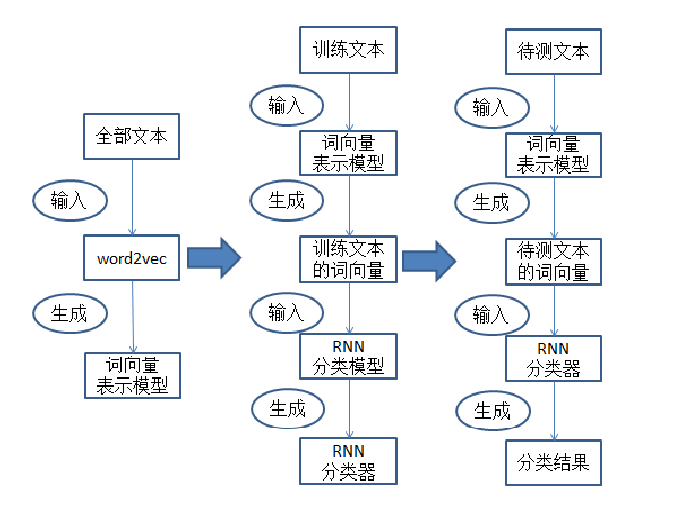 全部文本
输入
word2vec
生成
词向量
表示模型
训练文本
输入
词向量
表示模型
生成
训练文本
的词向量
输入
RNN
分类模型
生成
RNN
分类器
待测文本
输入
词向量
表示模型
生成
待测文本
的词向量
输入
RNN
分类器
生成
分类结果